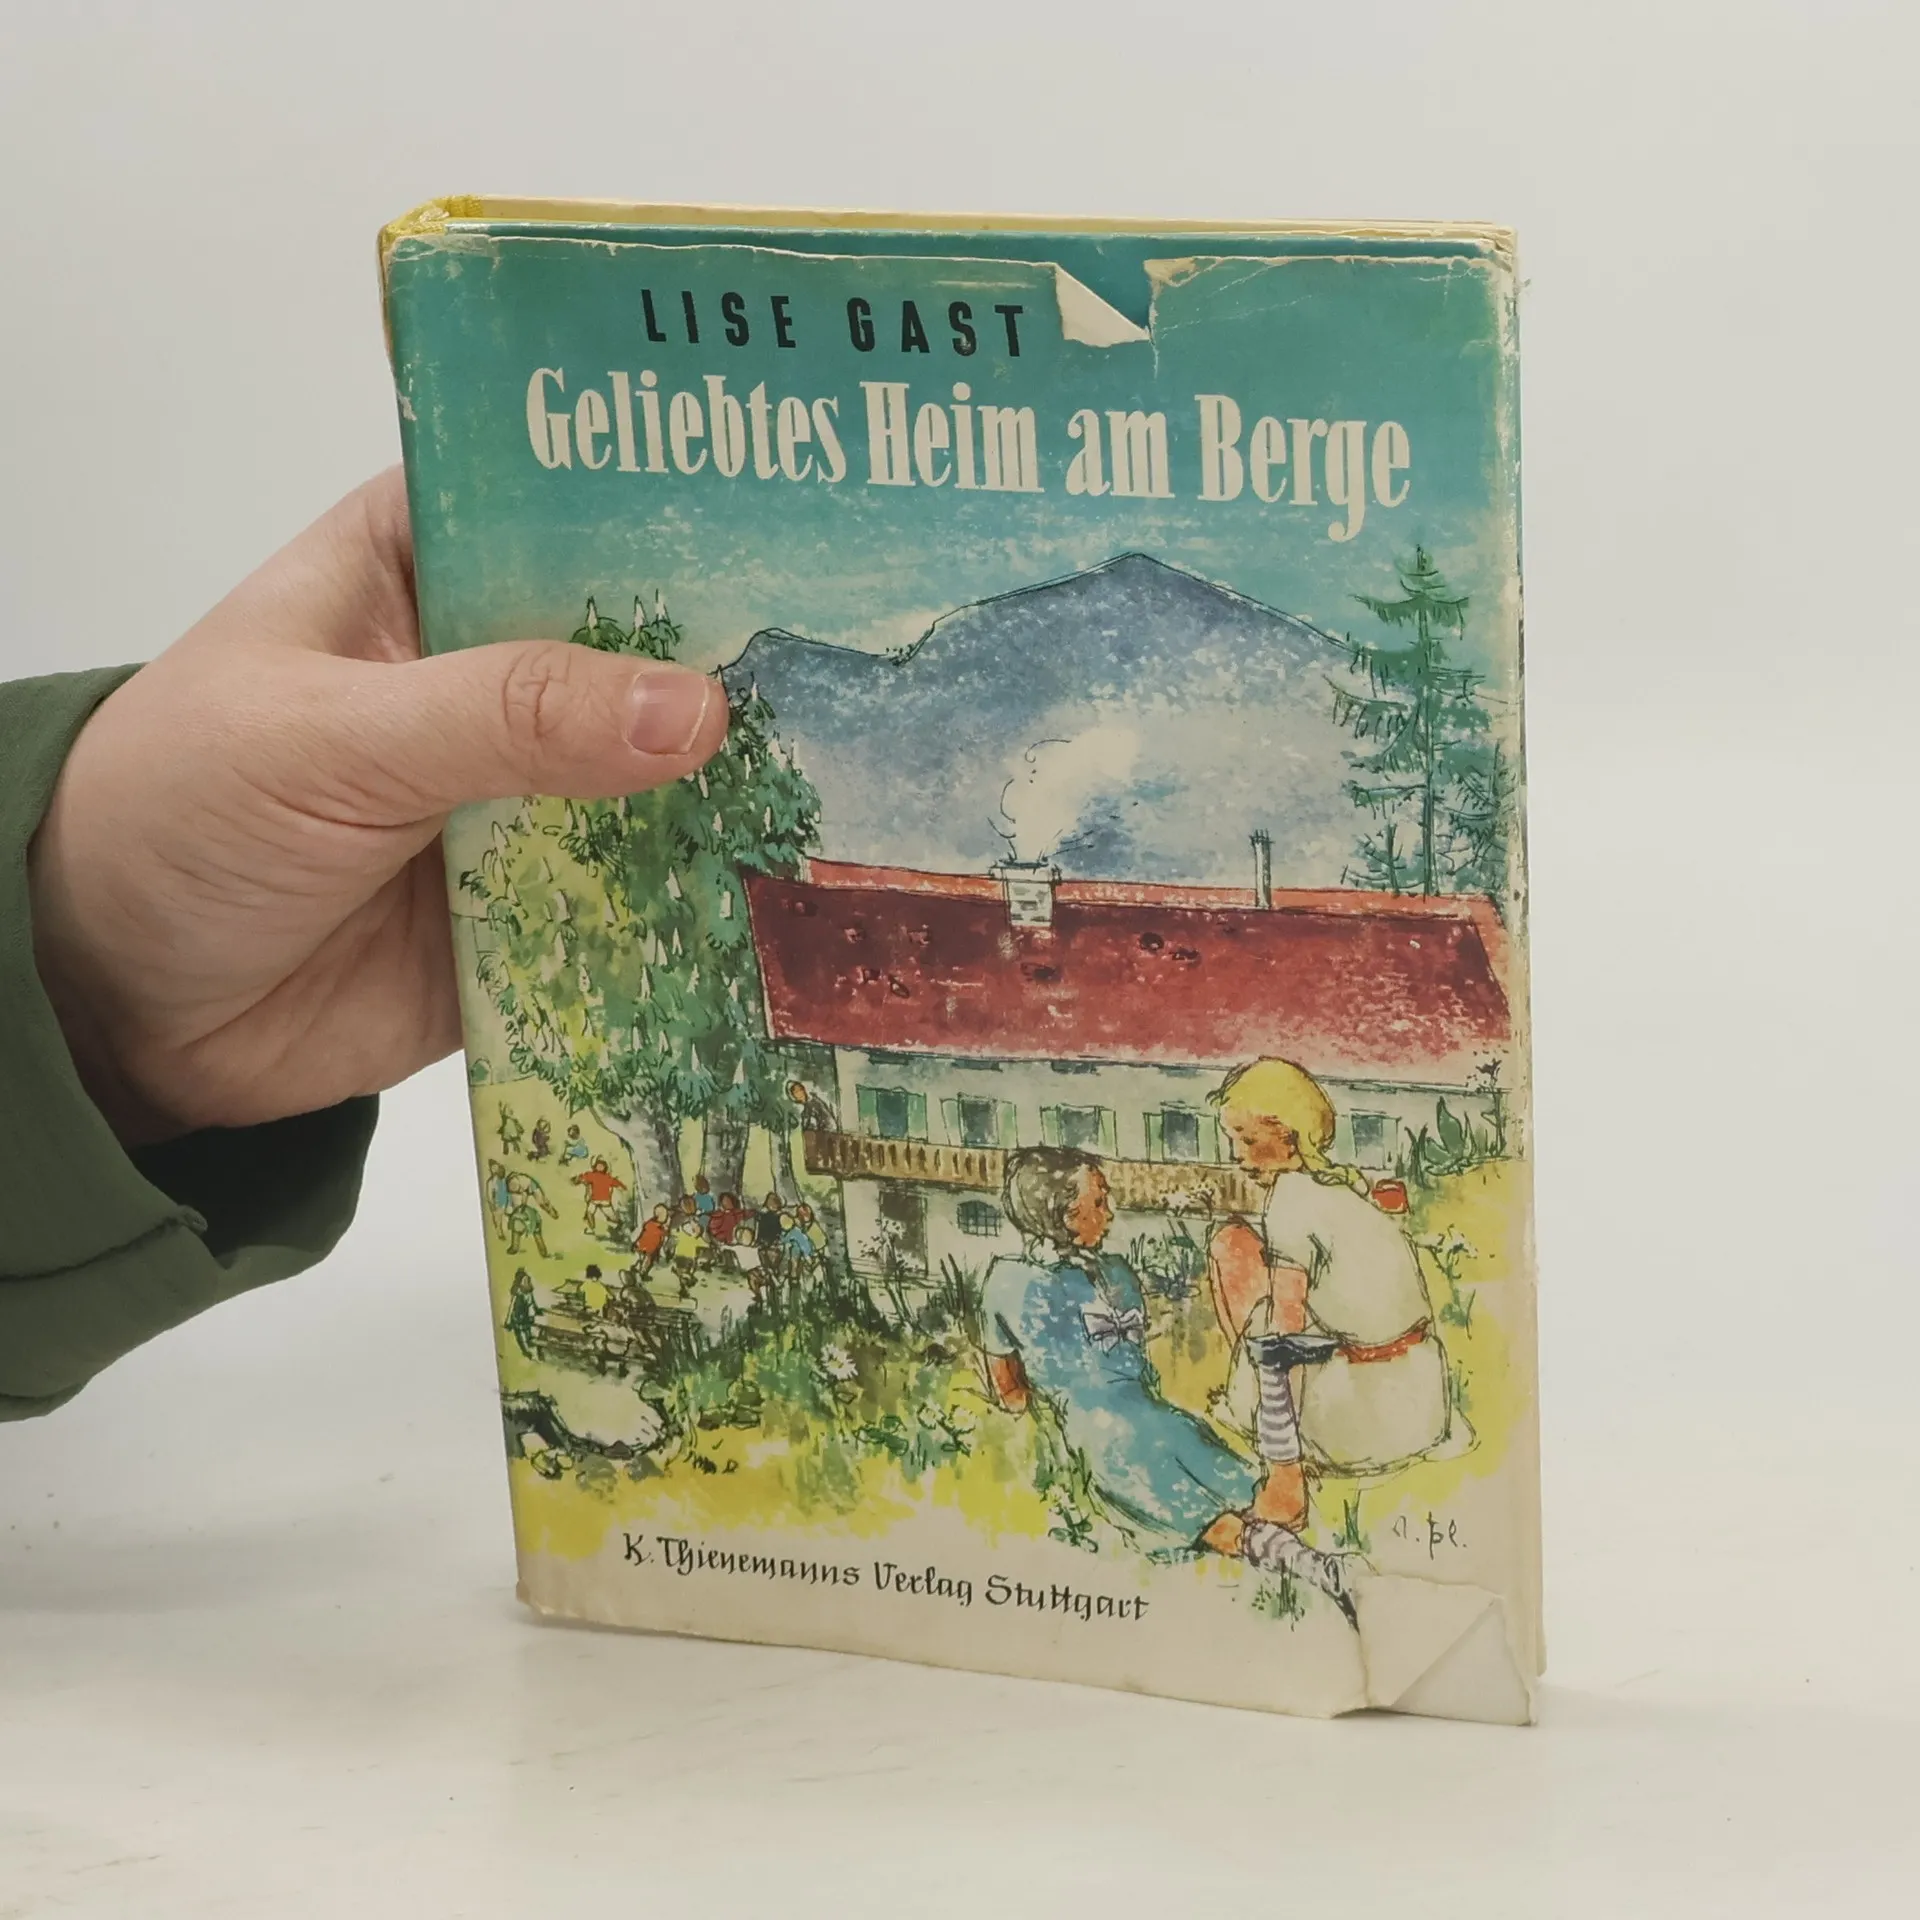 LISE GAST
Geliebtes Heim am Berge
K. Thienemanns Verlag Stuttgart